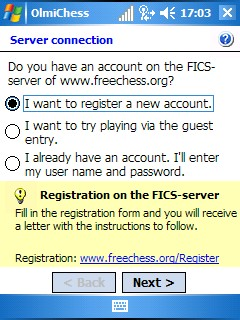 OlmiChess 17:03
Server connection
Do you have an account on the FICS-
server of www.freechess.org?
I want to register a new account.
I want to try playing via the guest
entry.
I already have an account. I'll enter
my user name and password.
Registration on the FICS-server
Fill in the registration form and you will receive
a letter with the instructions to follow.
Registration: www.freechess.org/Register
< Back Next >